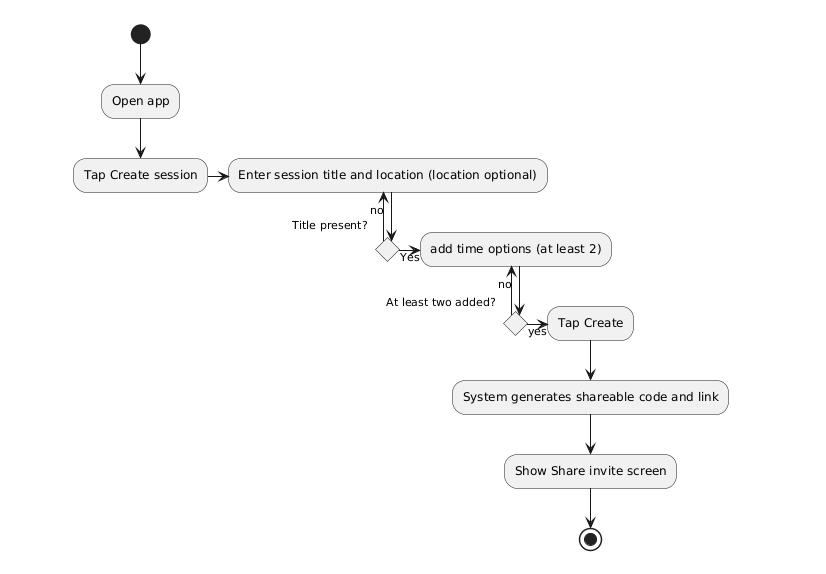 Open app
Tap Create session
Enter session title and location (location optional)
no
Title present?
Yes
add time options (at least 2)
no
At least two added?
yes
Tap Create
System generates shareable code and link
Show Share invite screen